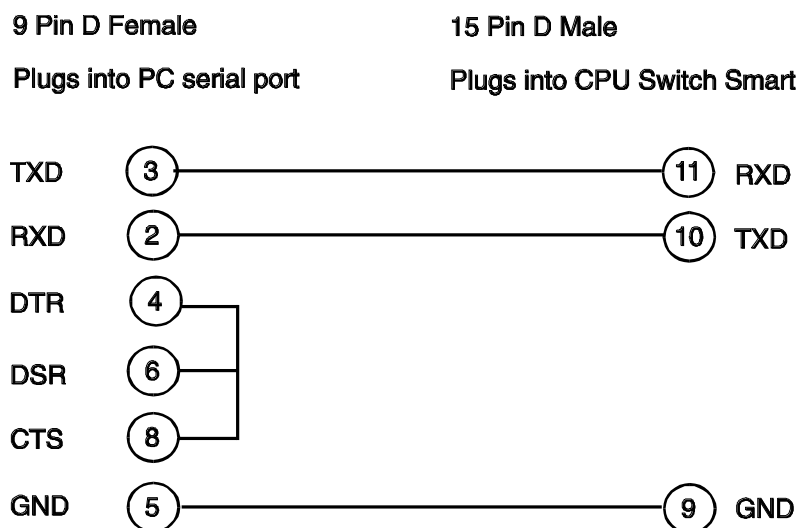 9 Pin D Female 15 Pin D Male
Plugs into PC serial port Plugs into CPU Switch Smart
TXD 3 11 RXD
RXD 2 10 TXD
DTR 4
DSR 6
CTS 8
GND 5 9 GND